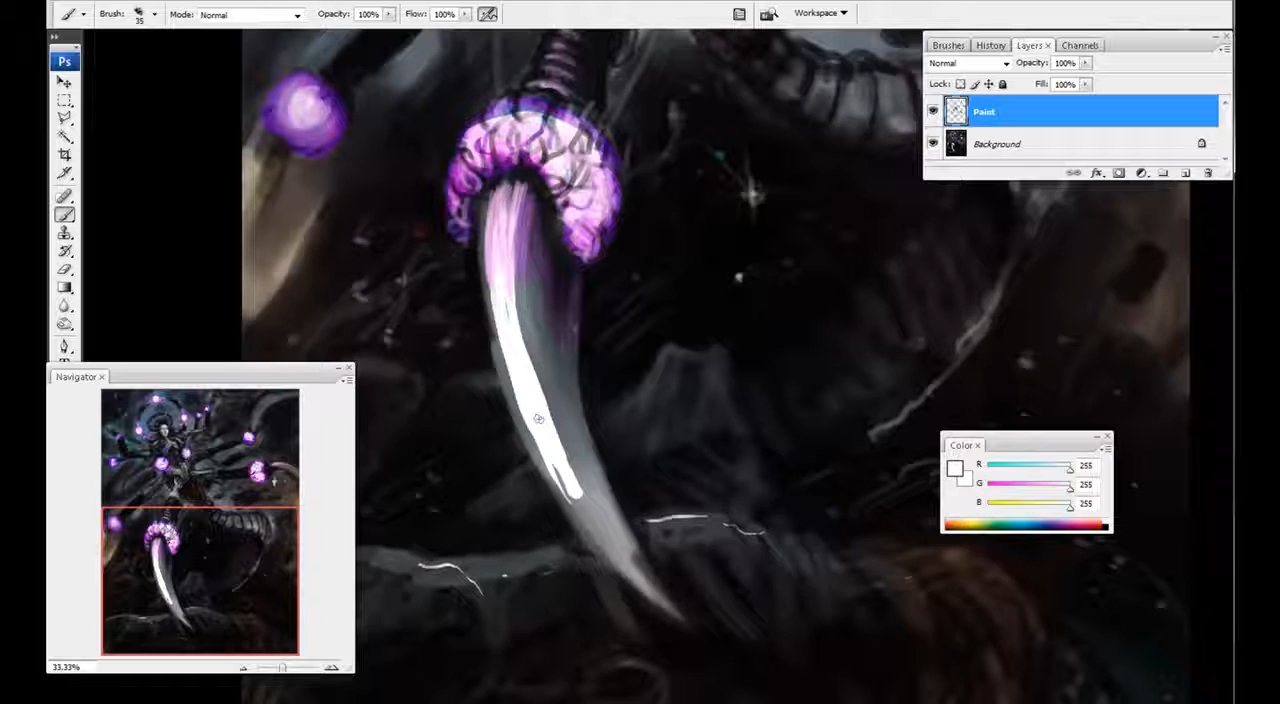 Brush: 35 Mode: Normal Opacity: 100% Flow: 100% Workspace
Ps
Brushes History Layers Channels
Normal Opacity: 100%
Lock: Fill: 100%
Paint
Background
Navigator
33.33%
Color
R 255
G 255
B 255